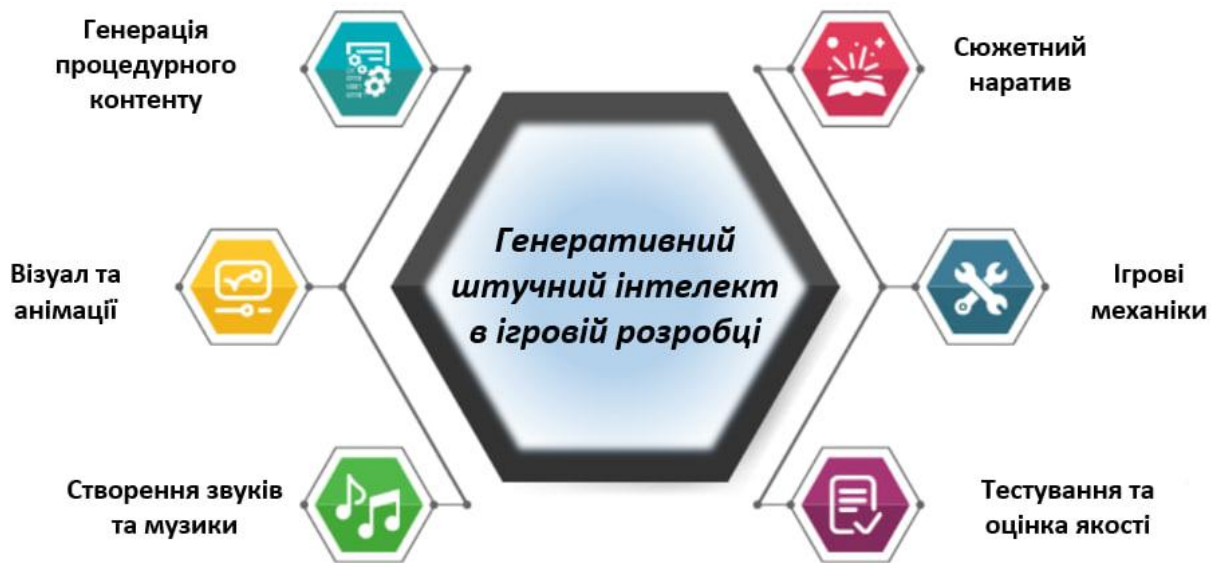 Генерація
процедурного
контенту
Сюжетний
наратив
Генеративний
штучний інтелект
в ігровій розробці
Візуал та
анімації
Ігрові
механіки
Створення звуків
та музики
Тестування та
оцінка якості